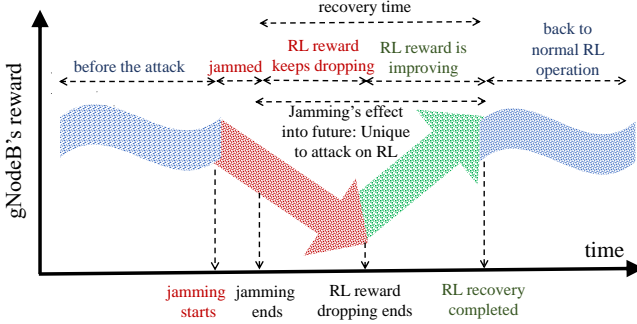 recovery time
before the attack
jammed
RL reward
keeps dropping
RL reward is
improving
back to
normal RL
operation
Jamming's effect
into future: Unique
to attack on RL
gNodeB's reward
time
jamming
starts
jamming
ends
RL reward
dropping ends
RL recovery
completed